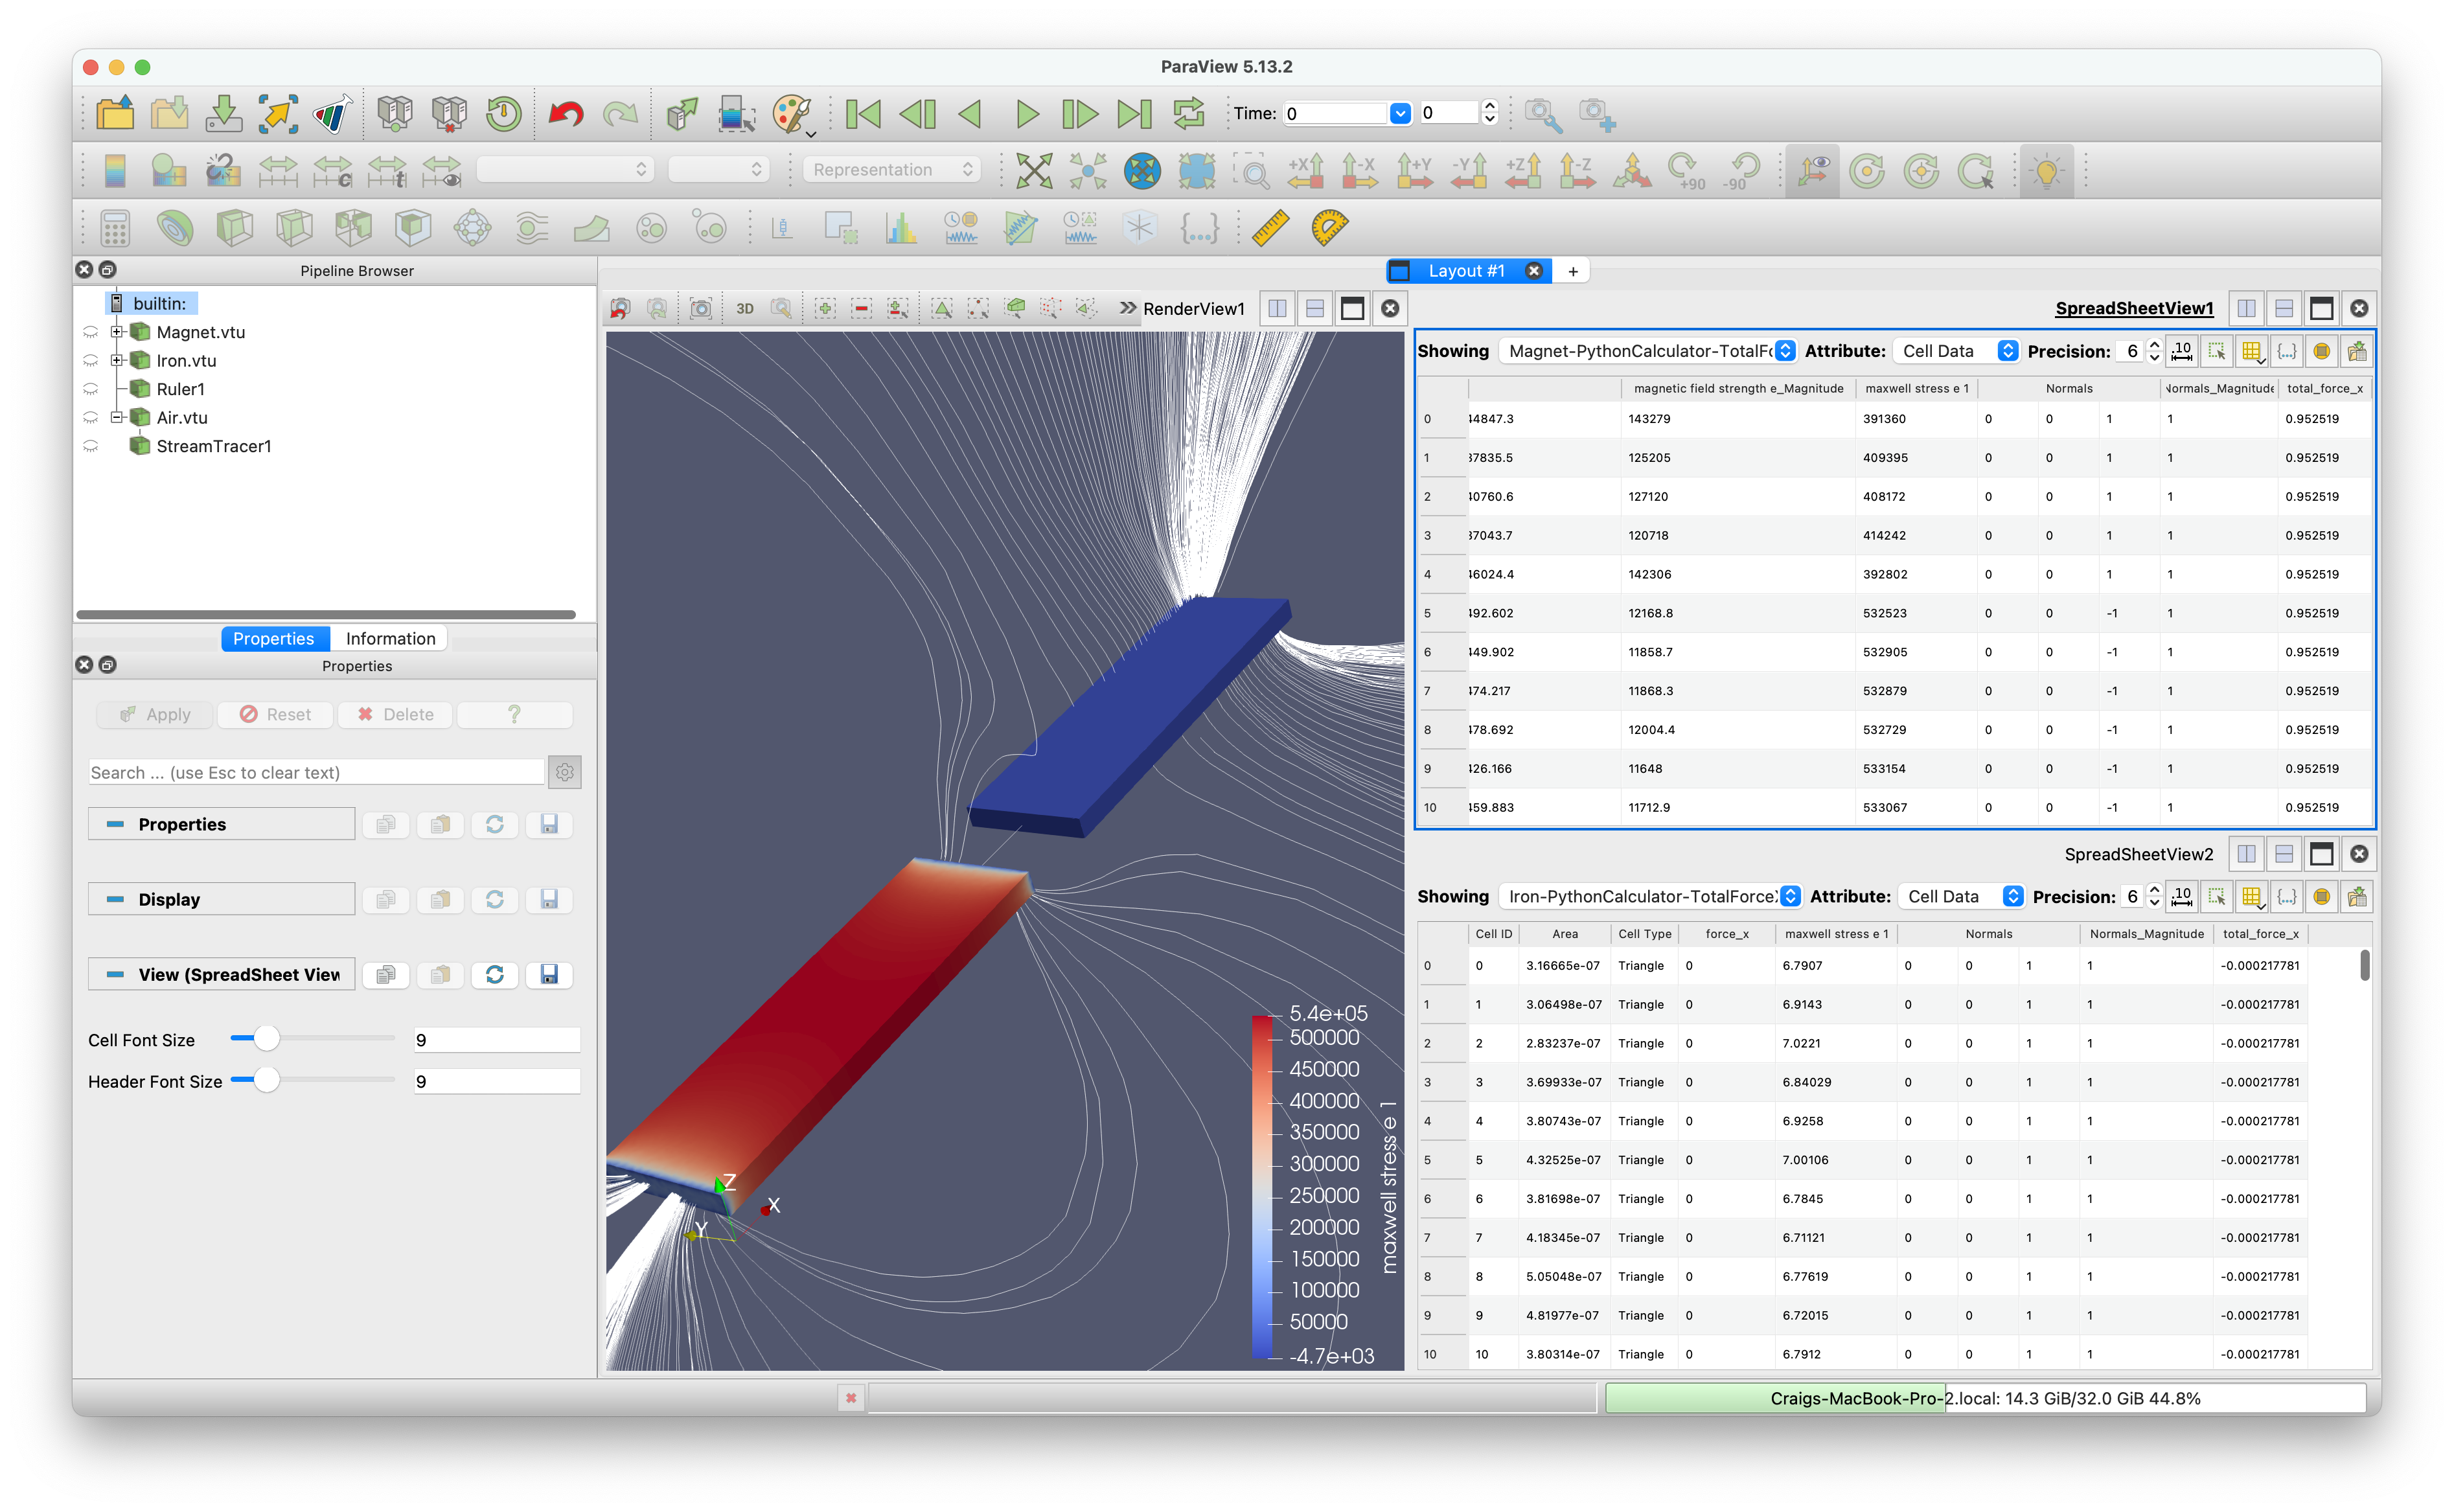 ParaView 5.13.2
Time: 0 0
Representation
+X -X +Y -Y +Z -Z +90 -90
Pipeline Browser
builtin:
Magnet.vtu
Iron.vtu
Ruler1
Air.vtu
StreamTracer1
Properties Information
Properties
Apply Reset Delete ?
Search ... (use Esc to clear text)
Properties
Display
View (SpreadSheet View
Cell Font Size 9
Header Font Size 9
Layout #1 +
3D RenderView1
Z
X
Y
5.4e+05
500000
450000
400000
350000
300000
250000
200000
150000
100000
50000
-4.7e+03
maxwell stress e 1
SpreadSheetView1
Showing Magnet-PythonCalculator-TotalFo Attribute: Cell Data Precision: 6
magnetic field strength e_Magnitude maxwell stress e 1 Normals Normals_Magnitude total_force_x
0 44847.3 143279 391360 0 0 1 1 0.952519
1 37835.5 125205 409395 0 0 1 1 0.952519
2 40760.6 127120 408172 0 0 1 1 0.952519
3 37043.7 120718 414242 0 0 1 1 0.952519
4 46024.4 142306 392802 0 0 1 1 0.952519
5 492.602 12168.8 532523 0 0 -1 1 0.952519
6 449.902 11858.7 532905 0 0 -1 1 0.952519
7 474.217 11868.3 532879 0 0 -1 1 0.952519
8 478.692 12004.4 532729 0 0 -1 1 0.952519
9 426.166 11648 533154 0 0 -1 1 0.952519
10 459.883 11712.9 533067 0 0 -1 1 0.952519
SpreadSheetView2
Showing Iron-PythonCalculator-TotalForceX Attribute: Cell Data Precision: 6
Cell ID Area Cell Type force_x maxwell stress e 1 Normals Normals_Magnitude total_force_x
0 0 3.16665e-07 Triangle 0 6.7907 0 0 1 1 -0.000217781
1 1 3.06498e-07 Triangle 0 6.9143 0 0 1 1 -0.000217781
2 2 2.83237e-07 Triangle 0 7.0221 0 0 1 1 -0.000217781
3 3 3.69933e-07 Triangle 0 6.84029 0 0 1 1 -0.000217781
4 4 3.80743e-07 Triangle 0 6.9258 0 0 1 1 -0.000217781
5 5 4.32525e-07 Triangle 0 7.00106 0 0 1 1 -0.000217781
6 6 3.81698e-07 Triangle 0 6.7845 0 0 1 1 -0.000217781
7 7 4.18345e-07 Triangle 0 6.71121 0 0 1 1 -0.000217781
8 8 5.05048e-07 Triangle 0 6.77619 0 0 1 1 -0.000217781
9 9 4.81977e-07 Triangle 0 6.72015 0 0 1 1 -0.000217781
10 10 3.80314e-07 Triangle 0 6.7912 0 0 1 1 -0.000217781
Craigs-MacBook-Pro-2.local: 14.3 GiB/32.0 GiB 44.8%